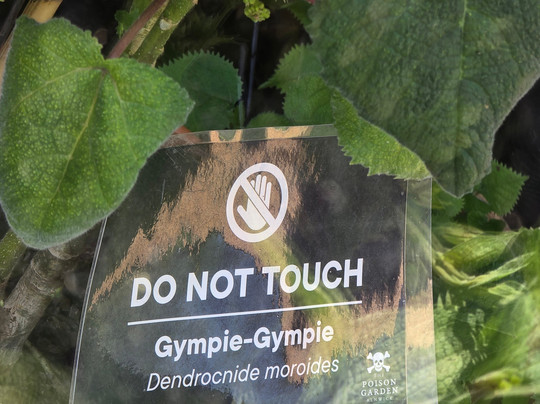 DO NOT TOUCH
Gympie-Gympie
Dendrocnide moroides
POISON
GARDEN